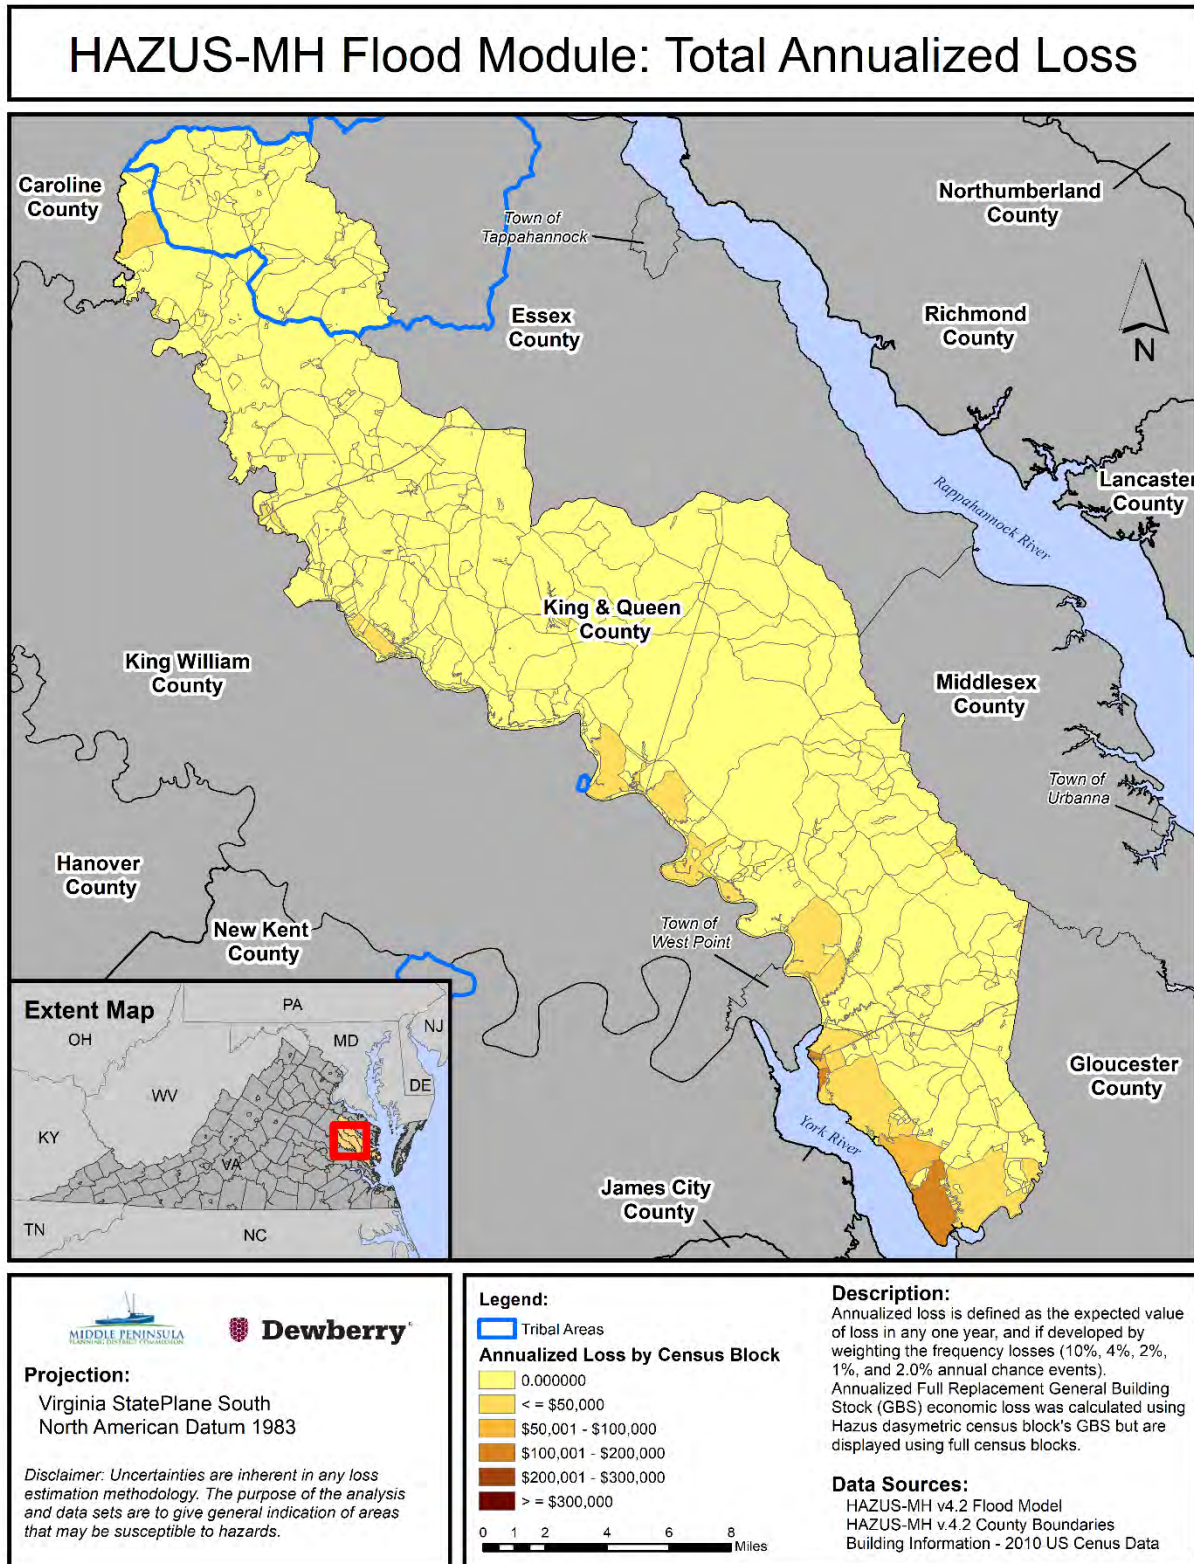 HAZUS-MH Flood Module: Total Annualized Loss
Caroline
County
Town of
Tappahannock
Northumberland
County
Essex
County
Richmond
County
N
Lancaster
County
Rappahannock River
King & Queen
County
King William
County
Middlesex
County
Town of
Urbanna
Hanover
County
New Kent
County
Town of
West Point
Gloucester
County
York River
James City
County
Extent Map
PA
OH
MD
NJ
WV
DE
KY
VA
TN
NC
MIDDLE PENINSULA
PLANNING DISTRICT COMMISSION
Dewberry
Projection:
Virginia StatePlane South
North American Datum 1983
Disclaimer: Uncertainties are inherent in any loss
estimation methodology. The purpose of the analysis
and data sets are to give general indication of areas
that may be susceptible to hazards.
Legend:
Tribal Areas
Annualized Loss by Census Block
0.000000
< = $50,000
$50,001 - $100,000
$100,001 - $200,000
$200,001 - $300,000
> = $300,000
0 1 2 4 6 8
Miles
Description:
Annualized loss is defined as the expected value
of loss in any one year, and if developed by
weighting the frequency losses (10%, 4%, 2%,
1%, and 2.0% annual chance events).
Annualized Full Replacement General Building
Stock (GBS) economic loss was calculated using
Hazus dasymetric census block's GBS but are
displayed using full census blocks.
Data Sources:
HAZUS-MH v4.2 Flood Model
HAZUS-MH v.4.2 County Boundaries
Building Information - 2010 US Census Data